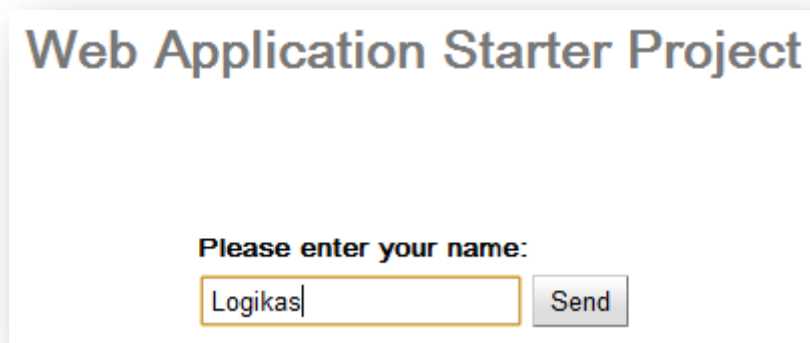 Web Application Starter Project
Please enter your name:
Logikas Send